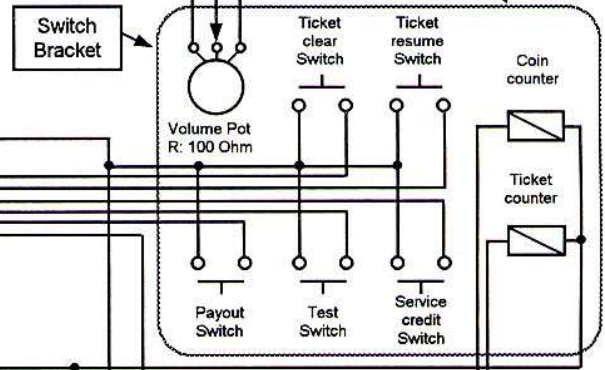 Switch
Bracket
Ticket
clear
Switch
Ticket
resume
Switch
Coin
counter
Volume Pot
R: 100 Ohm
Ticket
counter
Payout
Switch
Test
Switch
Service
credit
Switch